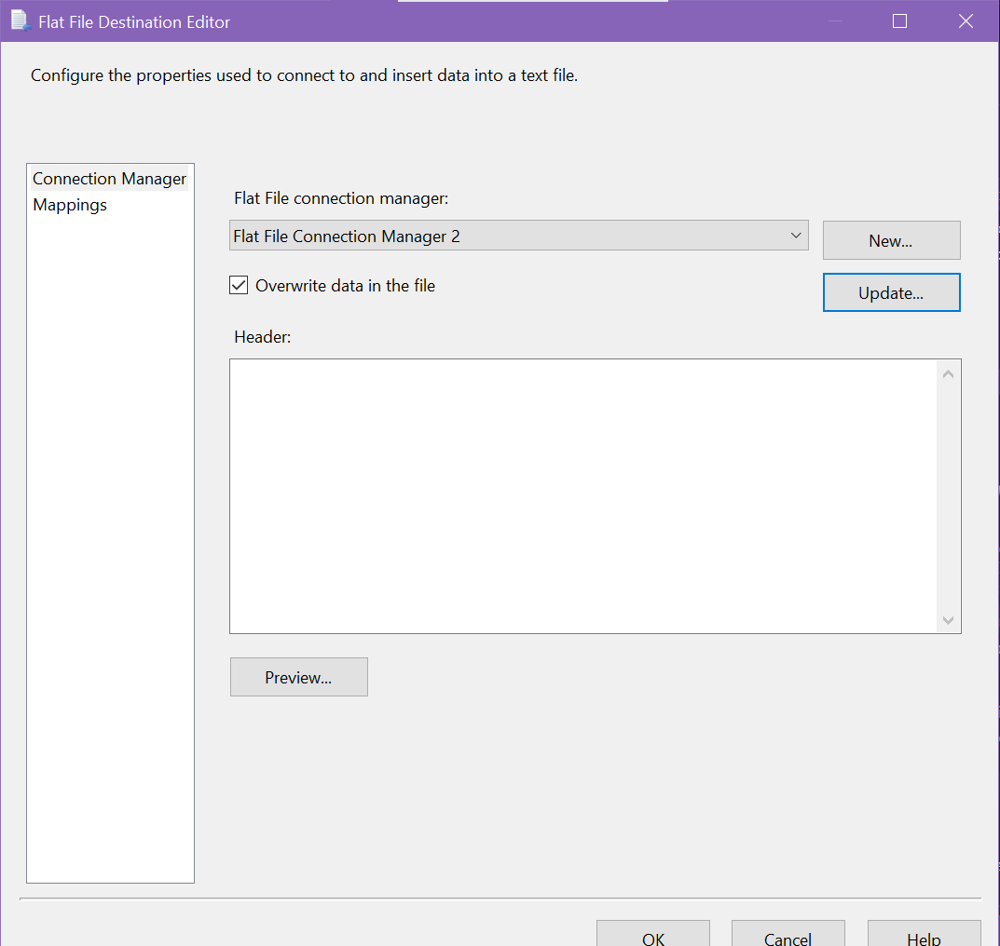 Flat File Destination Editor
Configure the properties used to connect to and insert data into a text file.
Connection Manager
Mappings
Flat File connection manager:
Flat File Connection Manager 2
New...
Overwrite data in the file
Update...
Header:
Preview...
OK
Cancel
Help